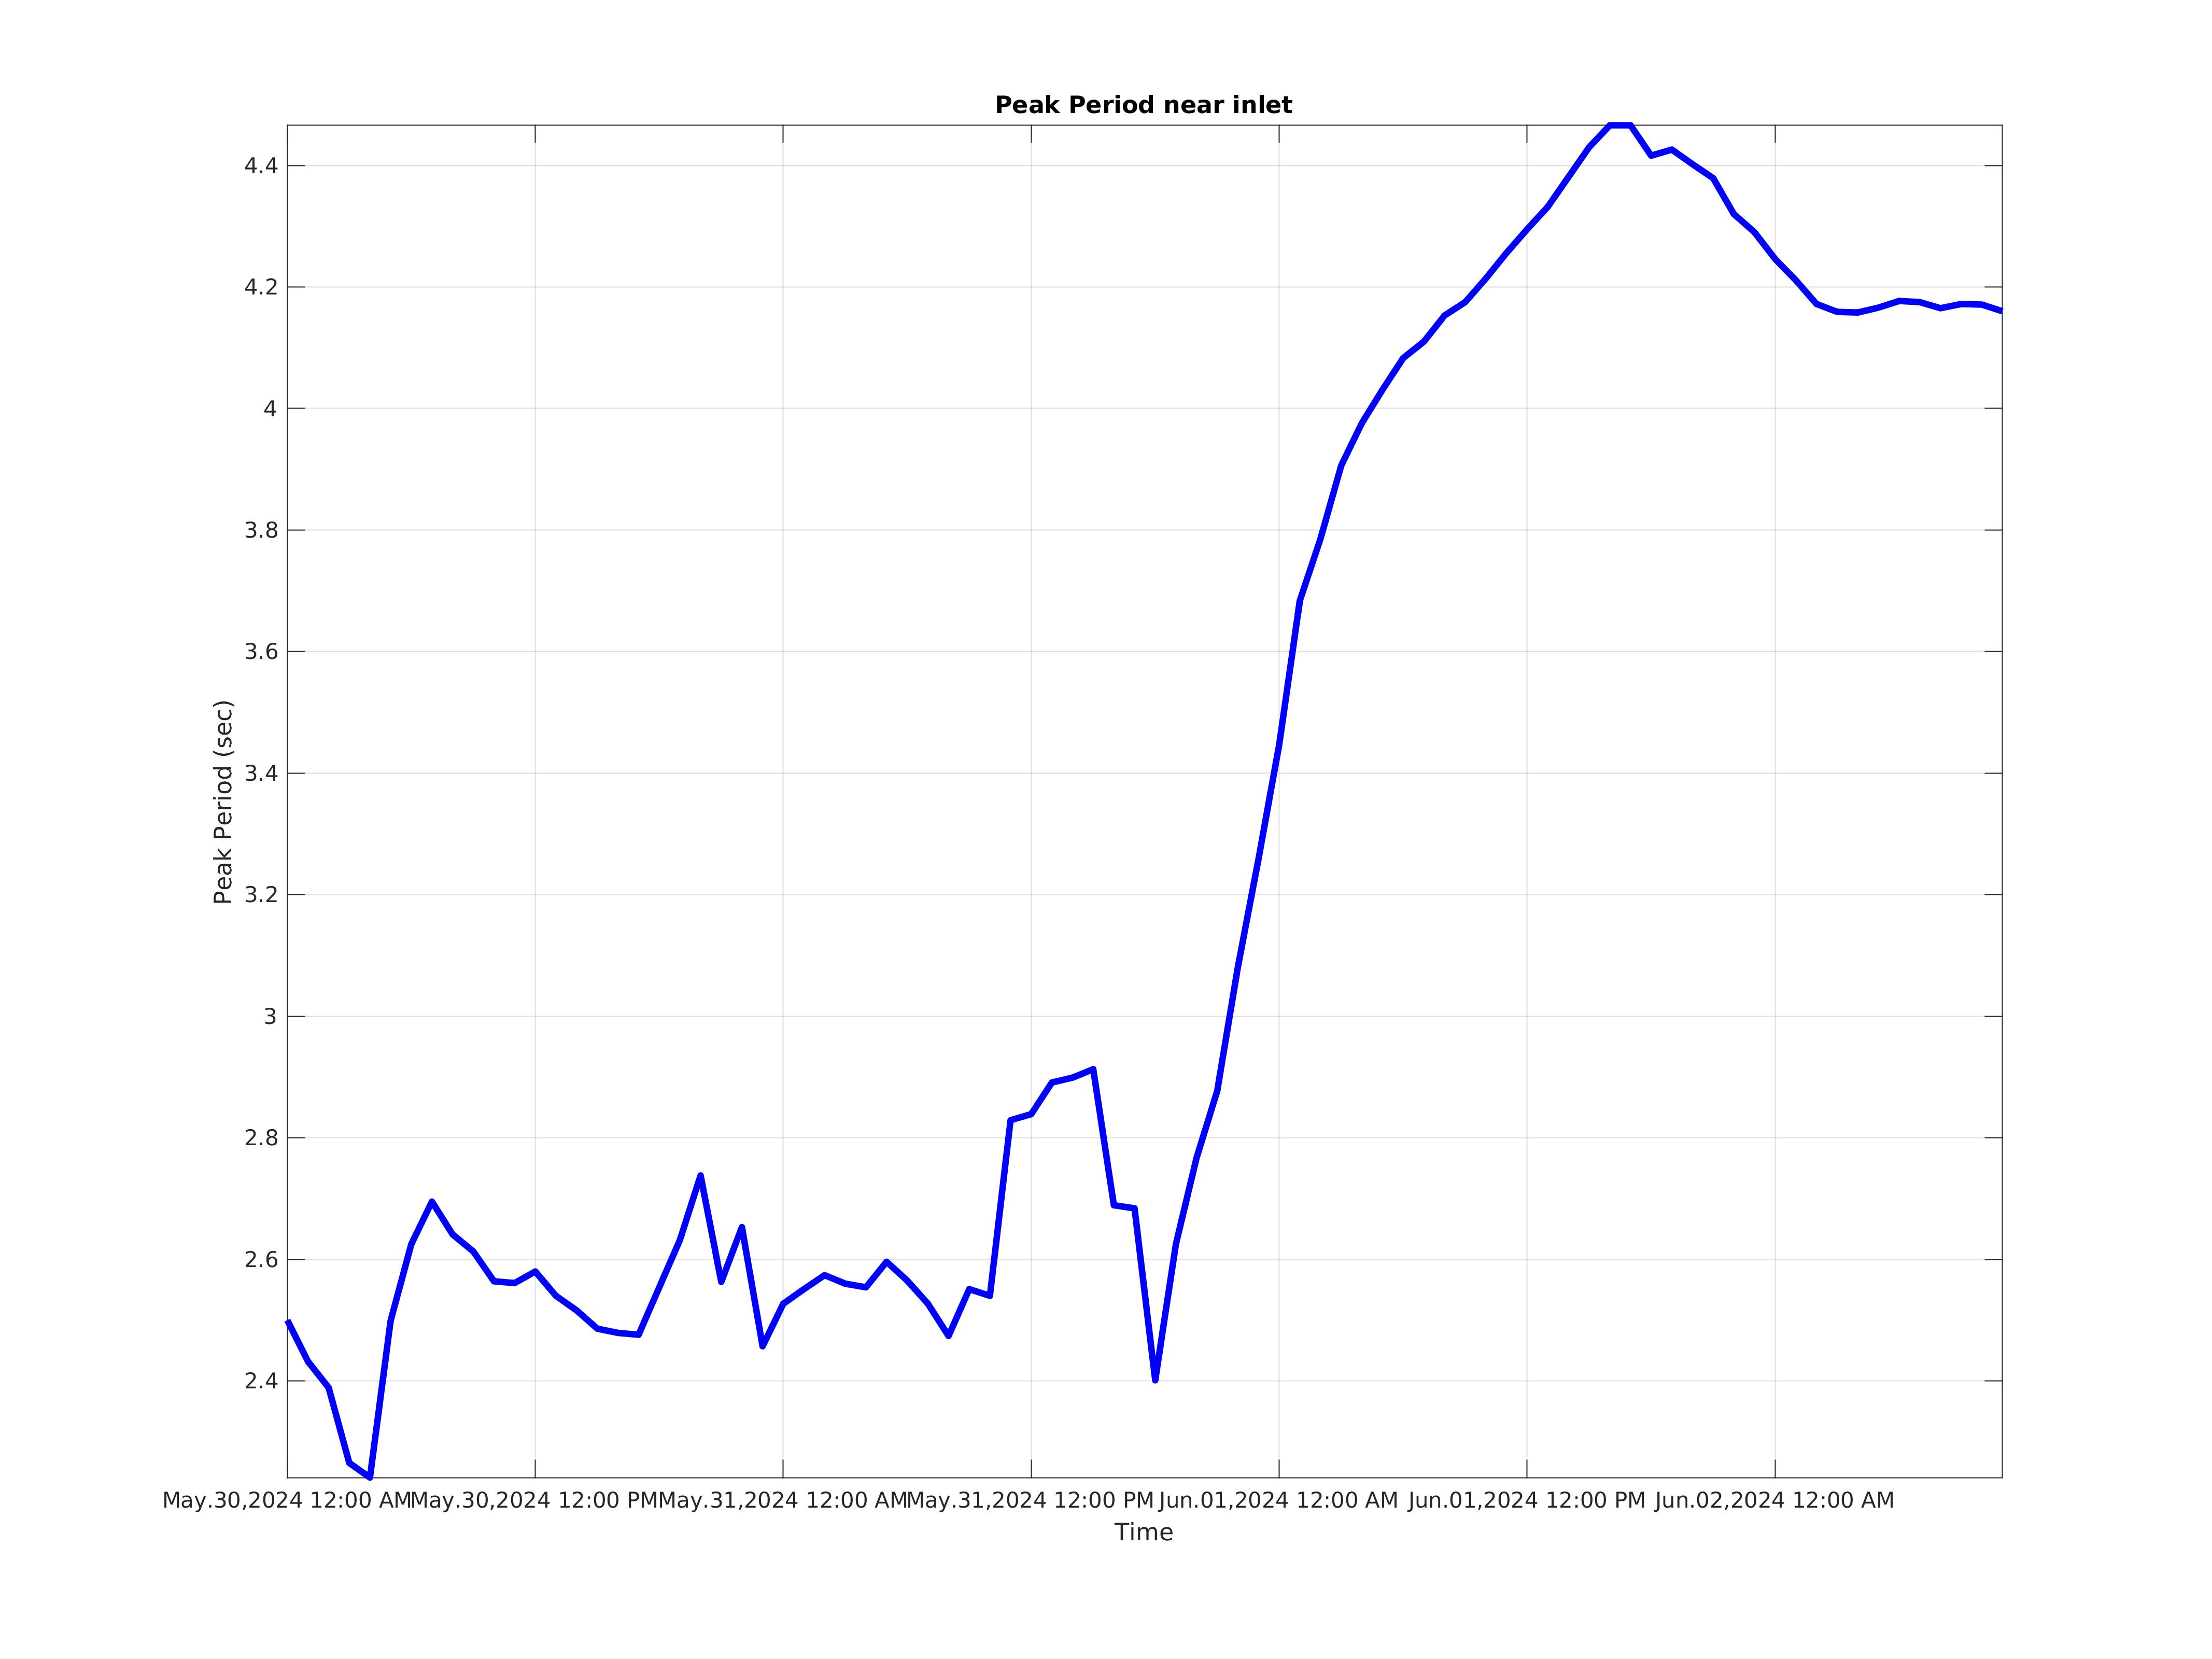 Peak Period near inlet
4.4
4.2
4
3.8
3.6
3.4
3.2
3
2.8
2.6
2.4
Peak Period (sec)
May.30,2024 12:00 AM May.30,2024 12:00 PM May.31,2024 12:00 AM May.31,2024 12:00 PM Jun.01,2024 12:00 AM Jun.01,2024 12:00 PM Jun.02,2024 12:00 AM
Time